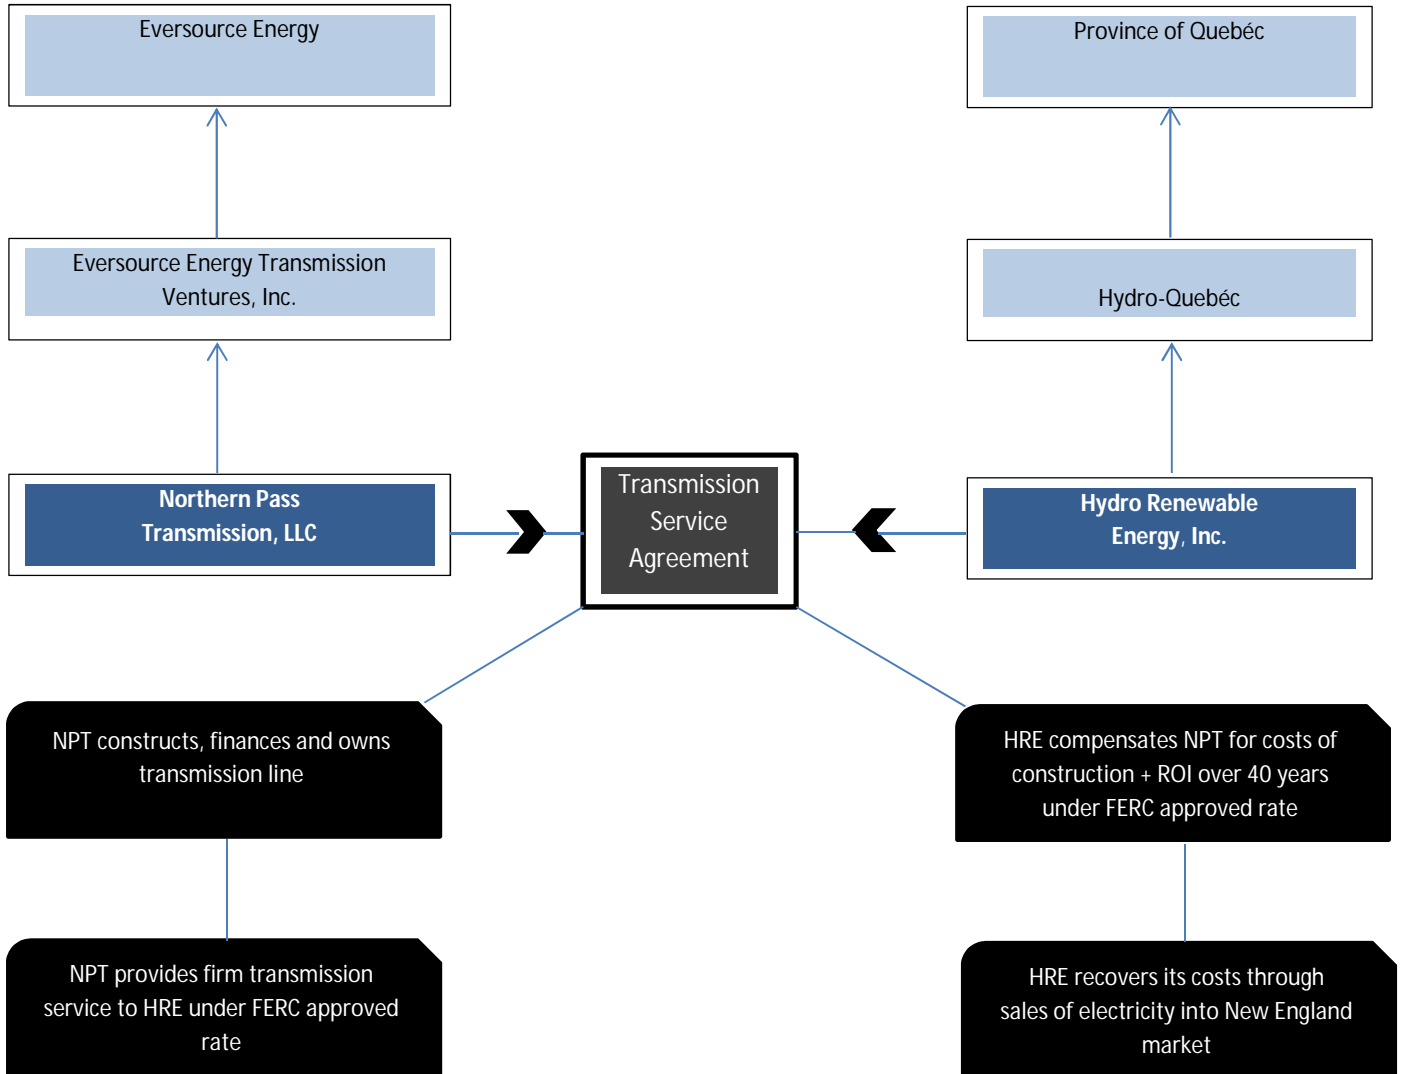 Eversource Energy
Province of Quebéc
Eversource Energy Transmission
Ventures, Inc.
Hydro-Quebéc
Northern Pass
Transmission, LLC
Transmission
Service
Agreement
Hydro Renewable
Energy, Inc.
NPT constructs, finances and owns
transmission line
HRE compensates NPT for costs of
construction + ROI over 40 years
under FERC approved rate
NPT provides firm transmission
service to HRE under FERC approved
rate
HRE recovers its costs through
sales of electricity into New England
market